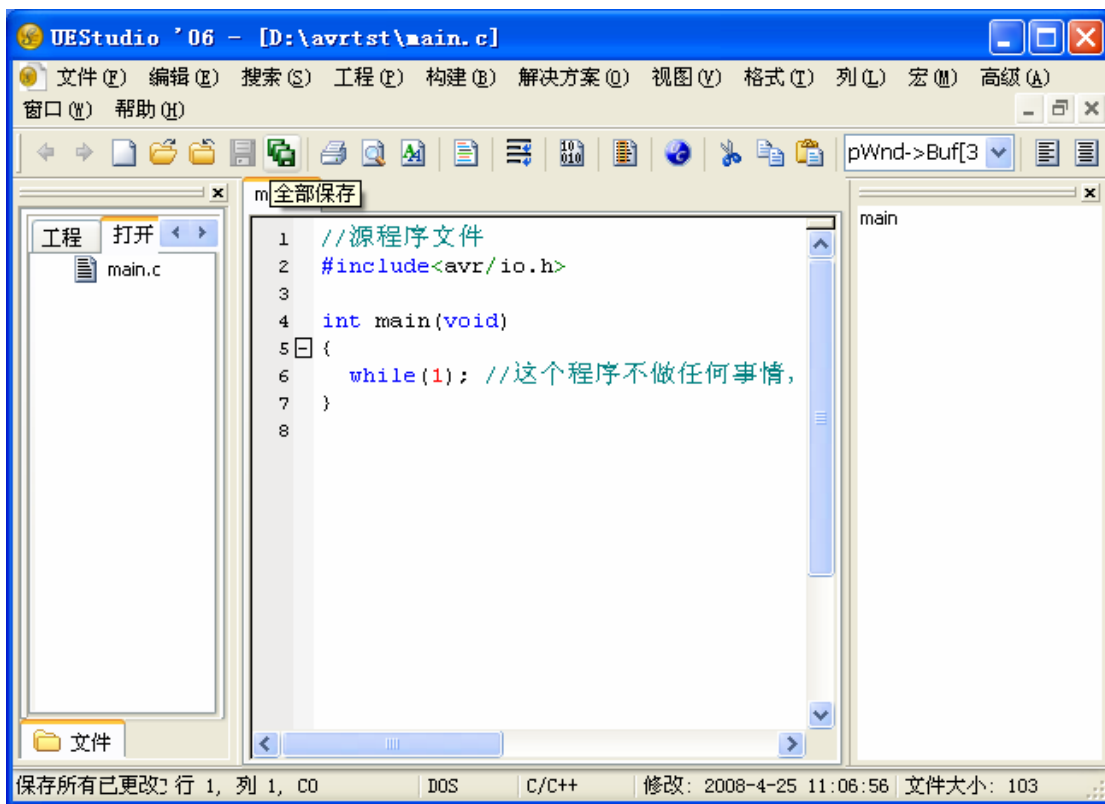 UEStudio '06 - [D:\avrtst\main.c]
文件(F) 编辑(E) 搜索(S) 工程(P) 构建(B) 解决方案(O) 视图(V) 格式(T) 列(L) 宏(M) 高级(A)
窗口(W) 帮助(H)
pWnd->Buf[3
全部保存
工程 打开
main.c
1 //源程序文件
2 #include<avr/io.h>
3
4 int main(void)
5 {
6 while(1); //这个程序不做任何事情,
7 }
8
main
文件
保存所有已更改 行 1, 列 1, C0 DOS C/C++ 修改: 2008-4-25 11:06:56 文件大小: 103